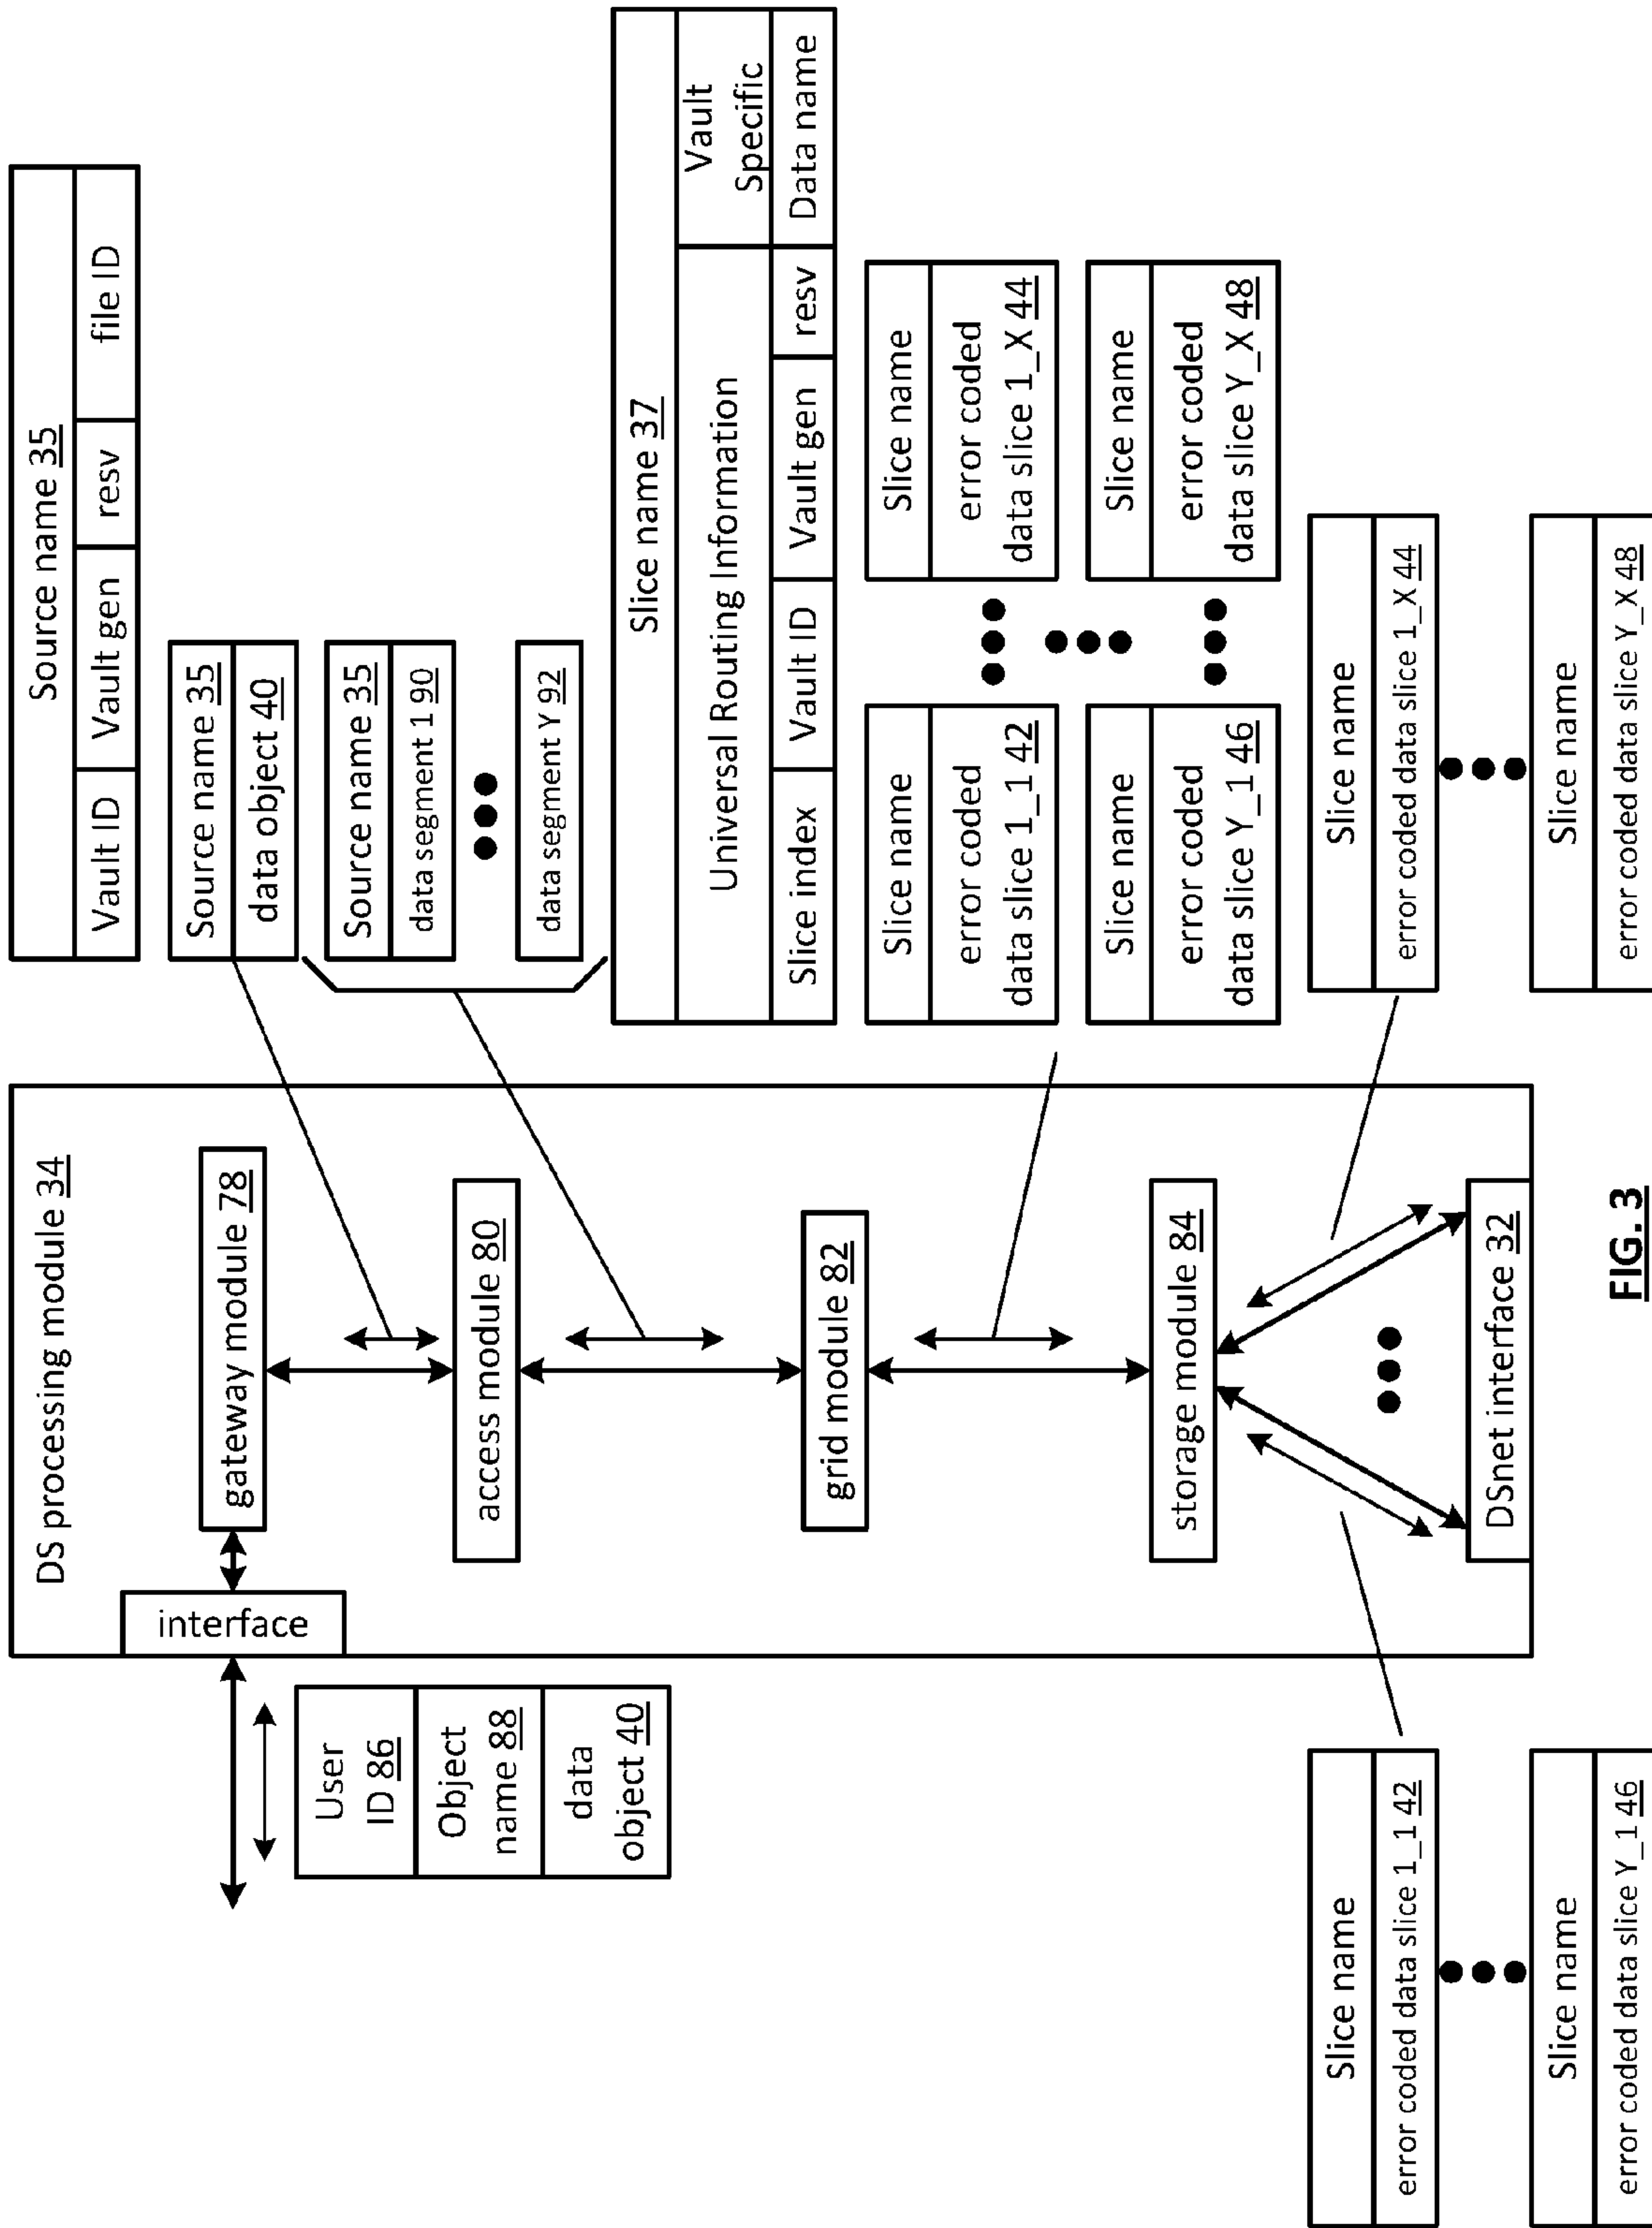 DS processing module 34
interface
gateway module 78
access module 80
grid module 82
storage module 84
DSnet interface 32
User
ID 86
Object
name 88
data
object 40
Source name 35
Vault ID
Vault gen
resv
file ID
Source name 35
data object 40
Source name 35
data segment 1 90
data segment Y 92
Slice name 37
Universal Routing Information
Vault
Specific
Slice index
Vault ID
Vault gen
resv
Data name
Slice name
error coded
data slice 1_1 42
Slice name
error coded
data slice 1_X 44
Slice name
error coded
data slice Y_1 46
Slice name
error coded
data slice Y_X 48
Slice name
error coded data slice 1_1 42
Slice name
error coded data slice Y_1 46
Slice name
error coded data slice 1_X 44
Slice name
error coded data slice Y_X 48
FIG. 3